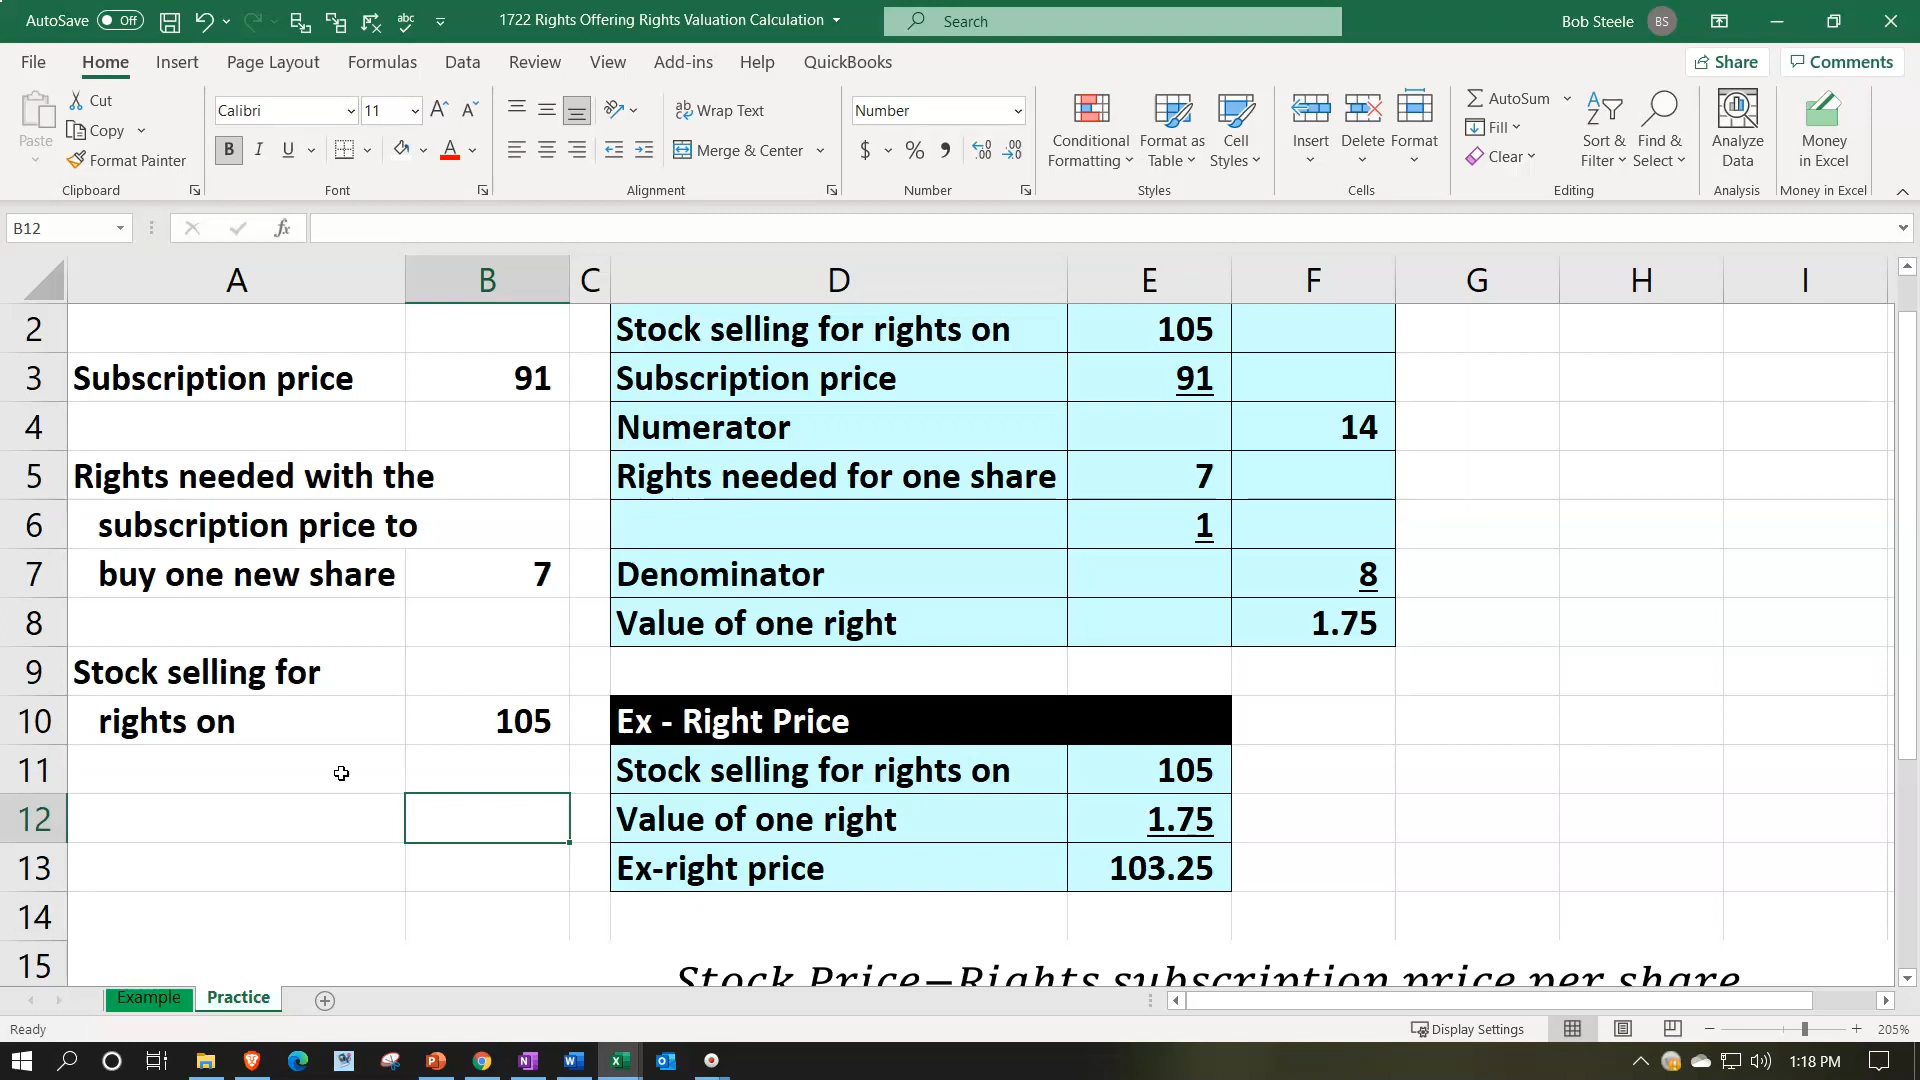 AutoSave Off 1722 Rights Offering Rights Valuation Calculation Search Bob Steele BS
File Home Insert Page Layout Formulas Data Review View Add-ins Help QuickBooks Share Comments
Paste Cut Copy Format Painter Clipboard
Calibri 11 B I U A Font
Wrap Text Merge & Center Alignment
Number $ % Number
Conditional Formatting Format as Table Cell Styles Styles
Insert Delete Format Cells
AutoSum Fill Clear Sort & Filter Find & Select Editing
Analyze Data Analysis
Money in Excel Money in Excel
B12 fx
A B C D E F G H I
2 Stock selling for rights on 105
3 Subscription price 91 Subscription price 91
4 Numerator 14
5 Rights needed with the Rights needed for one share 7
6 subscription price to 1
7 buy one new share 7 Denominator 8
8 Value of one right 1.75
9 Stock selling for
10 rights on 105 Ex - Right Price
11 Stock selling for rights on 105
12 Value of one right 1.75
13 Ex-right price 103.25
14
15 Stock Price−Rights subscription price per share
Example Practice
Ready Display Settings 205%
1:18 PM